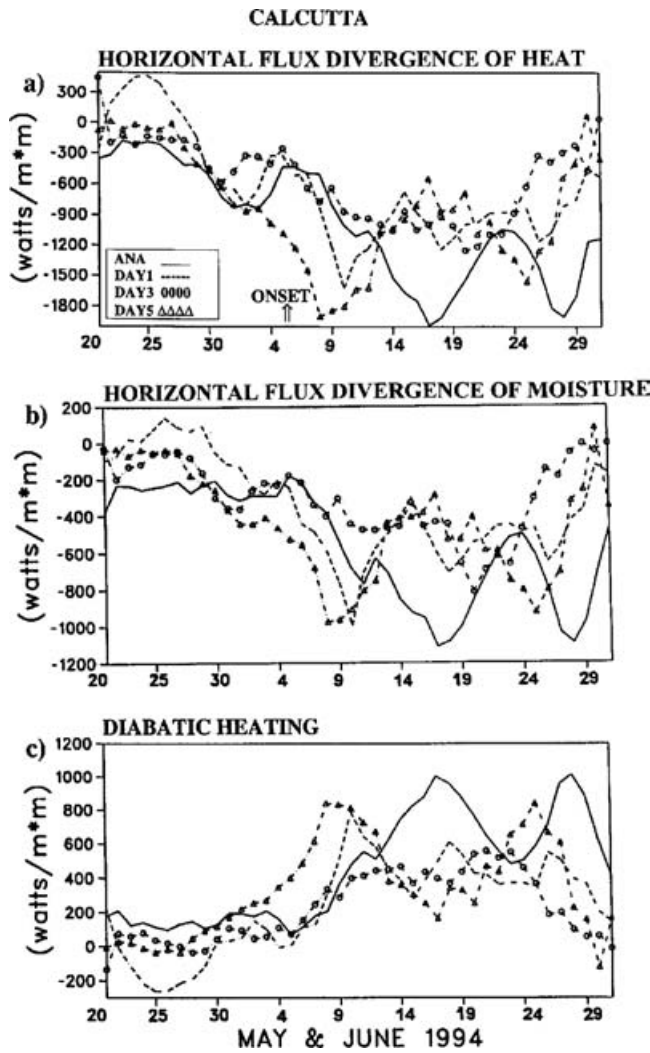 CALCUTTA
HORIZONTAL FLUX DIVERGENCE OF HEAT
a)
300
0
-300
-600
-900
-1200
-1500
-1800
(watts/m*m)
ANA
DAY1
DAY3 0000
DAY5 ΔΔΔΔ
ONSET
⇑
20 25 30 4 9 14 19 24 29
HORIZONTAL FLUX DIVERGENCE OF MOISTURE
b)
200
0
-200
-400
-600
-800
-1000
-1200
(watts/m*m)
20 25 30 4 9 14 19 24 29
DIABATIC HEATING
c)
1200
1000
800
600
400
200
0
-200
(watts/m*m)
20 25 30 4 9 14 19 24 29
MAY & JUNE 1994